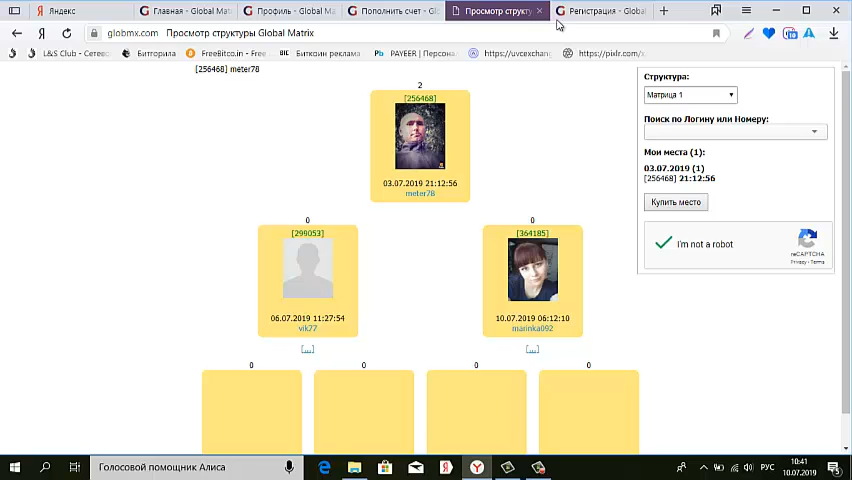 Яндекс
Главная - Global Matri
Профиль - Global Ma
Пополнить счет - Glo
Просмотр структу
Регистрация - Global
globmx.com
Просмотр структуры Global Matrix
L&S Club - Сетево
Биторилла
FreeBitco.in - Free
Биткоин реклама
PAYEER | Персона
https://uvcexchang
https://pixlr.com/
[256468] meter78
2
[256468]
03.07.2019 21:12:56
meter78
0
[299053]
06.07.2019 11:27:54
vik77
[...]
0
[364185]
10.07.2019 06:12:10
marinka092
[...]
0
0
0
0
Структура:
Матрица 1
Поиск по Логину или Номеру:
Мои места (1):
03.07.2019 (1)
[256468] 21:12:56
Купить место
I'm not a robot
reCAPTCHA
Privacy - Terms
Голосовой помощник Алиса
РУС
10:41
10.07.2019